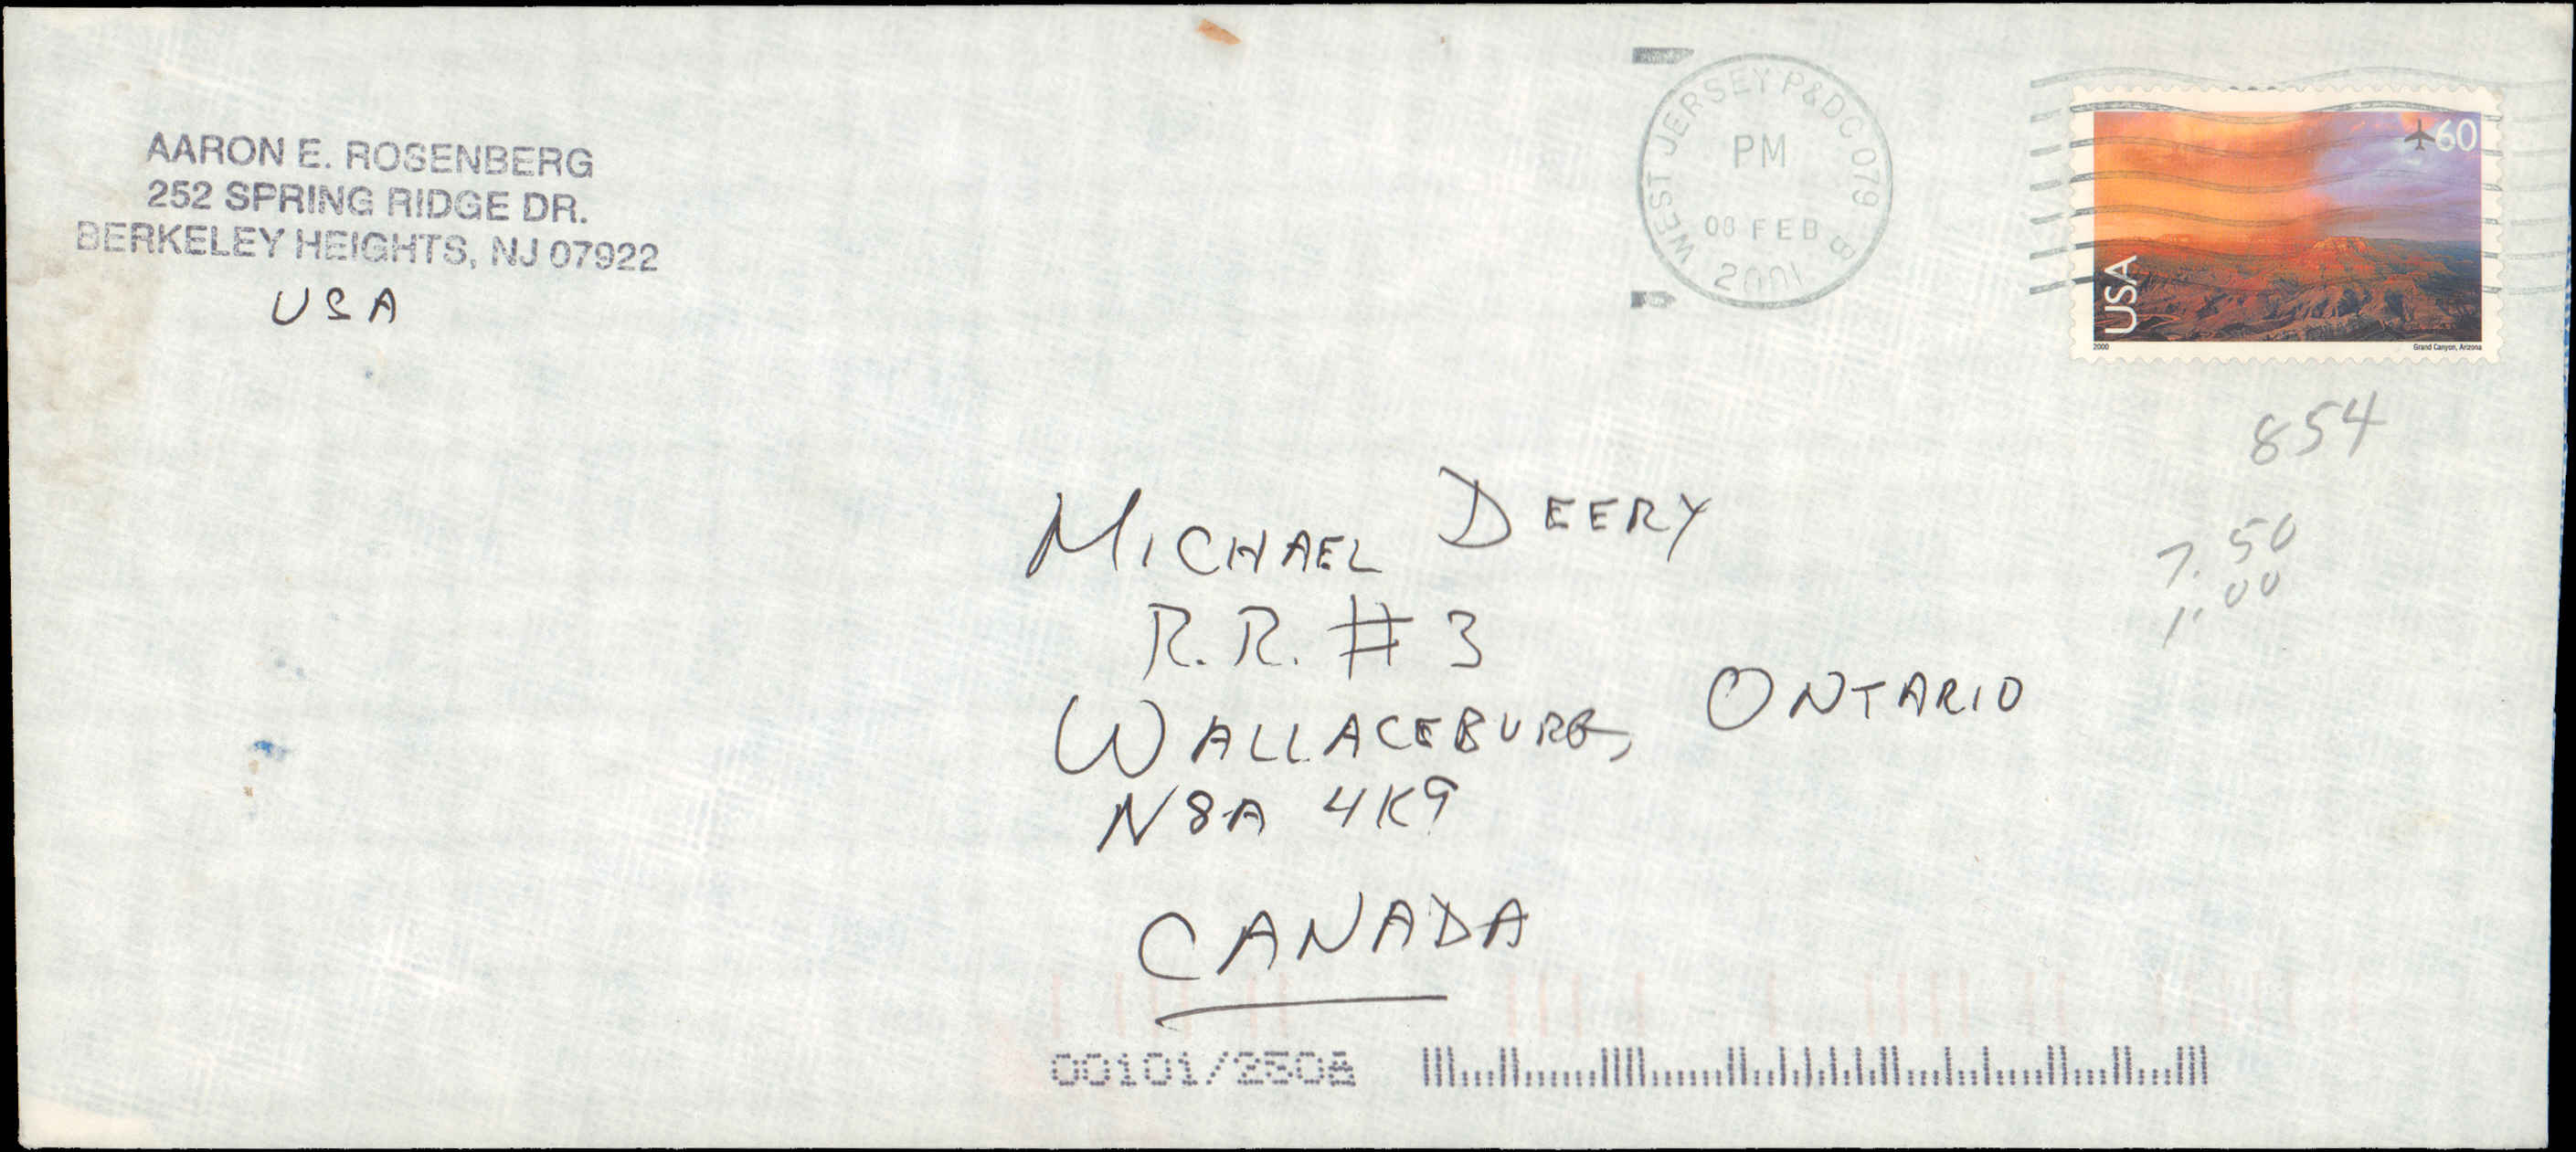 AARON E. ROSENBERG
252 SPRING RIDGE DR.
BERKELEY HEIGHTS, NJ 07922
USA
WEST JERSEY P&DC 079 B
PM
08 FEB
2001
60
USA
2000 Grand Canyon, Arizona
854
7.50
1.00
MICHAEL DEERY
R.R. # 3
WALLACEBURG, ONTARIO
N8A 4K9
CANADA
00101/2508